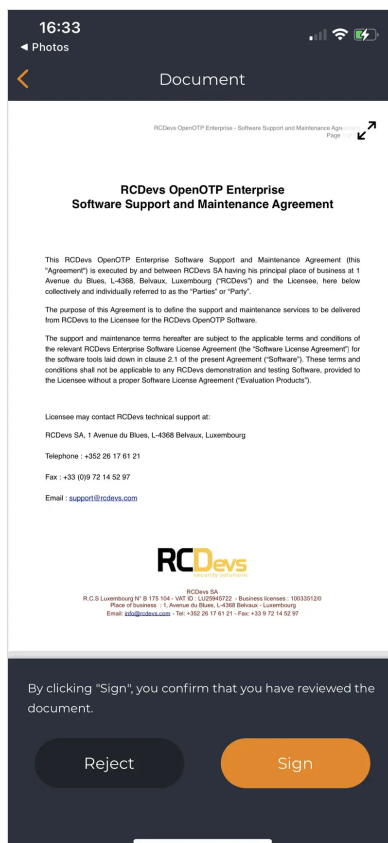 16:33
◄ Photos
Document
RCDevs OpenOTP Enterprise - Software Support and Maintenance
Page
RCDevs OpenOTP Enterprise
Software Support and Maintenance Agreement
This RCDevs OpenOTP Enterprise Software Support and Maintenance Agreement (this
"Agreement") is executed by and between RCDevs SA having his principal place of business at 1
Avenue du Blues, L-4368, Belvaux, Luxembourg ("RCDevs") and the Licensee, here below
collectively and individually referred to as the "Parties" or "Party".
The purpose of this Agreement is to define the support and maintenance services to be delivered
from RCDevs to the Licensee for the RCDevs OpenOTP Software.
The support and maintenance terms hereafter are subject to the applicable terms and conditions of
the relevant RCDevs Enterprise Software License Agreement (the "Software License Agreement") for
the software tools laid down in clause 2.1 of the present Agreement ("Software"). These terms and
conditions shall not be applicable to any RCDevs demonstration and testing Software, provided to
the Licensee without a proper Software License Agreement ("Evaluation Products").
Licensee may contact RCDevs technical support at:
RCDevs SA, 1 Avenue du Blues, L-4368 Belvaux, Luxembourg
Telephone : +352 26 17 61 21
Fax : +33 (0)9 72 14 52 97
Email : support@rcdevs.com
RCDevs
security solutions
RCDevs SA
R.C.S Luxembourg N° B 175 104 - VAT ID : LU25945722 - Business licenses : 10033512/0
Place of business : 1, Avenue du Blues, L-4368 Belvaux - Luxembourg
Email: info@rcdevs.com - Tel: +352 26 17 61 21 - Fax: +33 9 72 14 52 97
By clicking "Sign", you confirm that you have reviewed the
document.
Reject
Sign